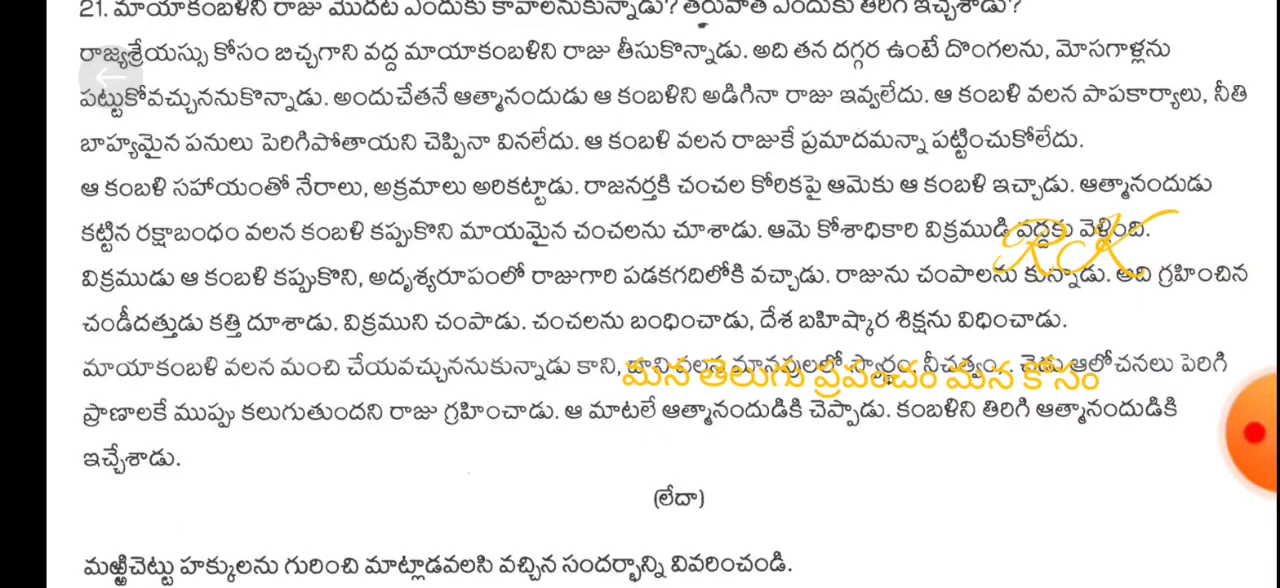 21. మాయాకంబళిని రాజు మొదట ఎందుకు కావాలనుకున్నాడు? తరువాత ఎందుకు తిరిగి ఇచ్చేశాడు?
రాజ్యశ్రేయస్సు కోసం బిచ్చగాని వద్ద మాయాకంబళిని రాజు తీసుకొన్నాడు. అది తన దగ్గర ఉంటే దొంగలను, మోసగాళ్లను
పట్టుకోవచ్చుననుకొన్నాడు. అందుచేతనే ఆత్మానందుడు ఆ కంబళిని అడిగినా రాజు ఇవ్వలేదు. ఆ కంబళి వలన పాపకార్యాలు, నీతి
బాహ్యమైన పనులు పెరిగిపోతాయని చెప్పినా వినలేదు. ఆ కంబళి వలన రాజుకే ప్రమాదమన్నా పట్టించుకోలేదు.
ఆ కంబళి సహాయంతో నేరాలు, అక్రమాలు అరికట్టాడు. రాజనర్తకి చంచల కోరికపై ఆమెకు ఆ కంబళి ఇచ్చాడు. ఆత్మానందుడు
కట్టిన రక్షాబంధం వలన కంబళి కప్పుకొని మాయమైన చంచలను చూశాడు. ఆమె కోశాధికారి విక్రముడి వద్దకు వెళ్లింది.
RCK
విక్రముడు ఆ కంబళి కప్పుకొని, అదృశ్యరూపంలో రాజుగారి పడకగదిలోకి వచ్చాడు. రాజును చంపాలను కున్నాడు. అది గ్రహించిన
చండీదత్తుడు కత్తి దూశాడు. విక్రముని చంపాడు. చంచలను బంధించాడు, దేశ బహిష్కార శిక్షను విధించాడు.
మాయాకంబళి వలన మంచి చేయవచ్చుననుకున్నాడు కాని, దానివలన మానవులలో స్వార్థం, నీచత్వం, చెడు ఆలోచనలు పెరిగి
మన తెలుగు ప్రపంచం మన కోసం
ప్రాణాలకే ముప్పు కలుగుతుందని రాజు గ్రహించాడు. ఆ మాటలే ఆత్మానందుడికి చెప్పాడు. కంబళిని తిరిగి ఆత్మానందుడికి
ఇచ్చేశాడు.
(లేదా)
మఱ్ఱిచెట్టు హక్కులను గురించి మాట్లాడవలసి వచ్చిన సందర్భాన్ని వివరించండి.